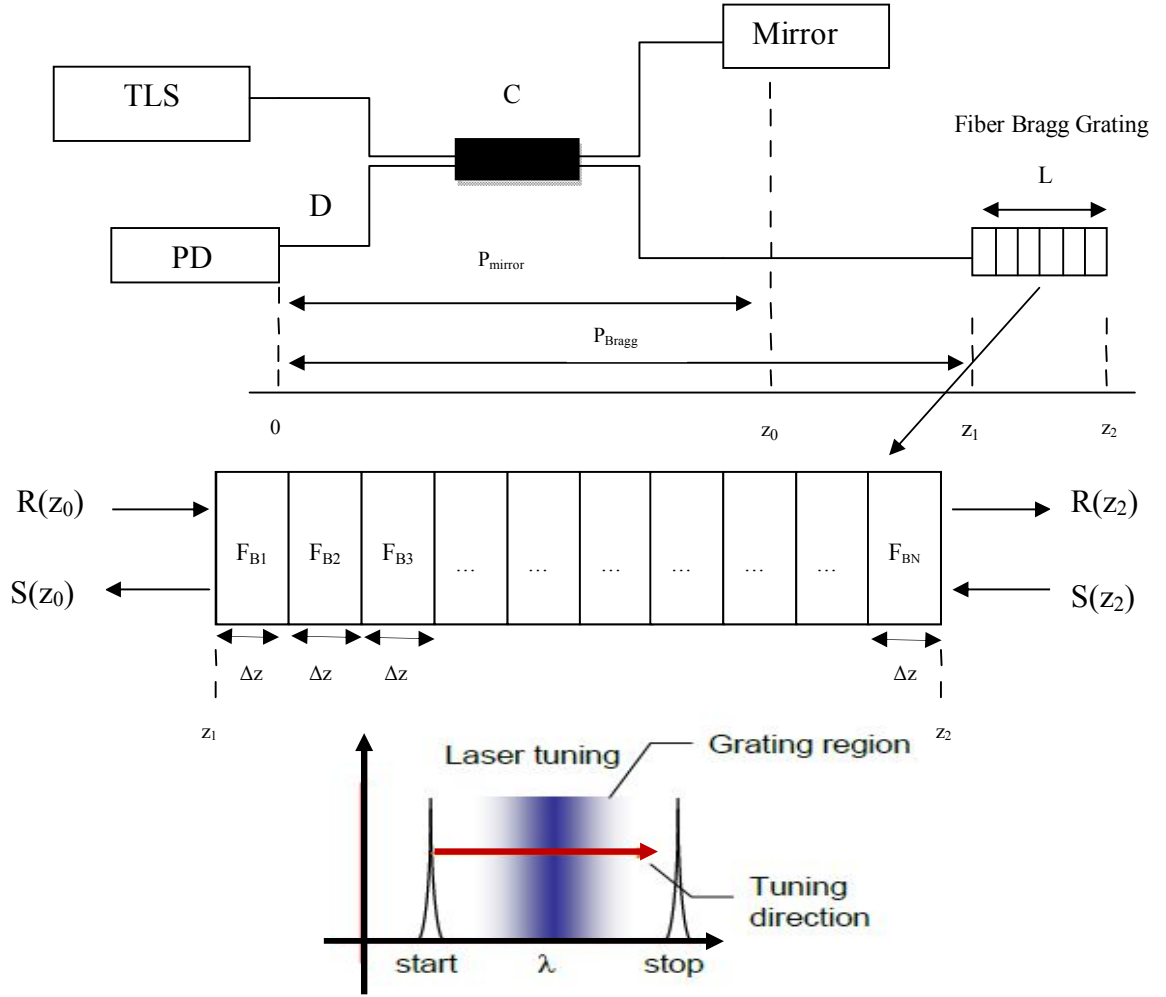 Mirror
TLS
C
Fiber Bragg Grating
L
D
PD
Pmirror
PBragg
0
z0
z1
z2
R(z0)
R(z2)
FB1
FB2
FB3
...
...
...
...
...
...
FBN
S(z0)
S(z2)
Δz
Δz
Δz
Δz
z1
z2
Laser tuning
Grating region
Tuning
direction
start
λ
stop